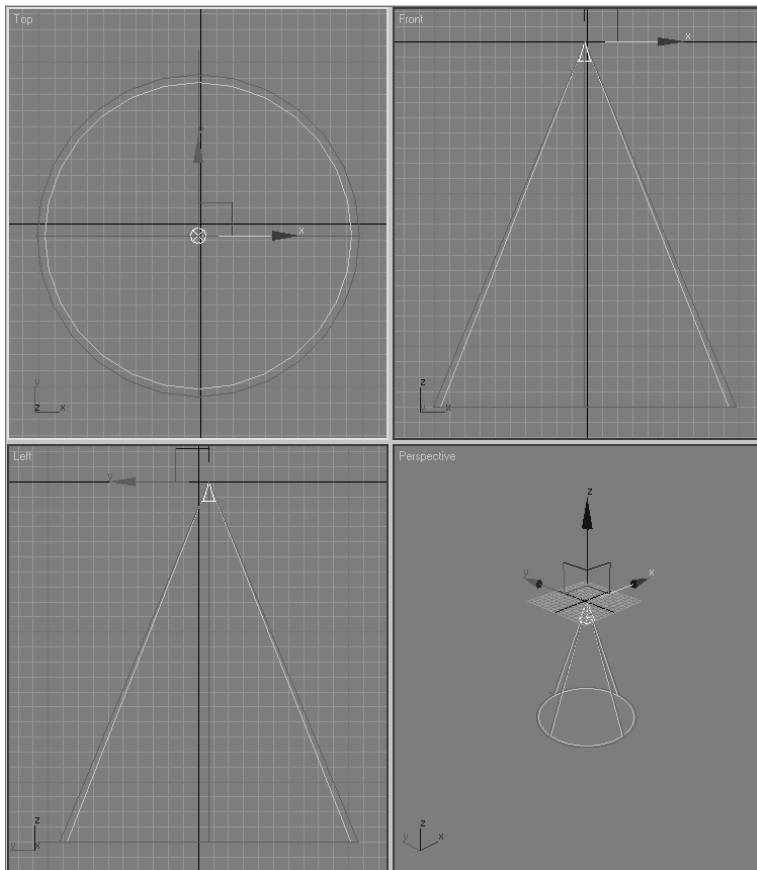 Top
x
y
z x
Front
x
z
y x
Left
y
z
y x
Perspective
z
y x
z
y x